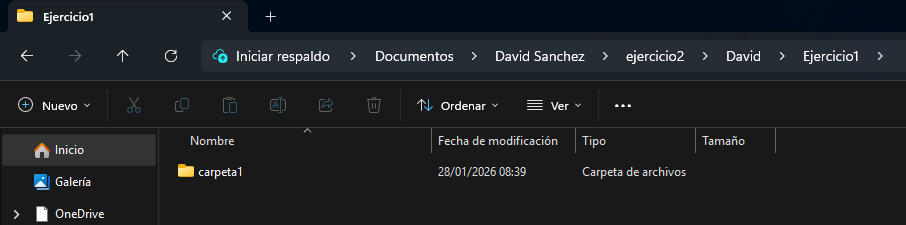 Ejercicio1
Iniciar respaldo > Documentos > David Sanchez > ejercicio2 > David > Ejercicio1 >
Nuevo Ordenar Ver
Nombre Fecha de modificación Tipo Tamaño
Inicio
carpeta1 28/01/2026 08:39 Carpeta de archivos
Galería
OneDrive